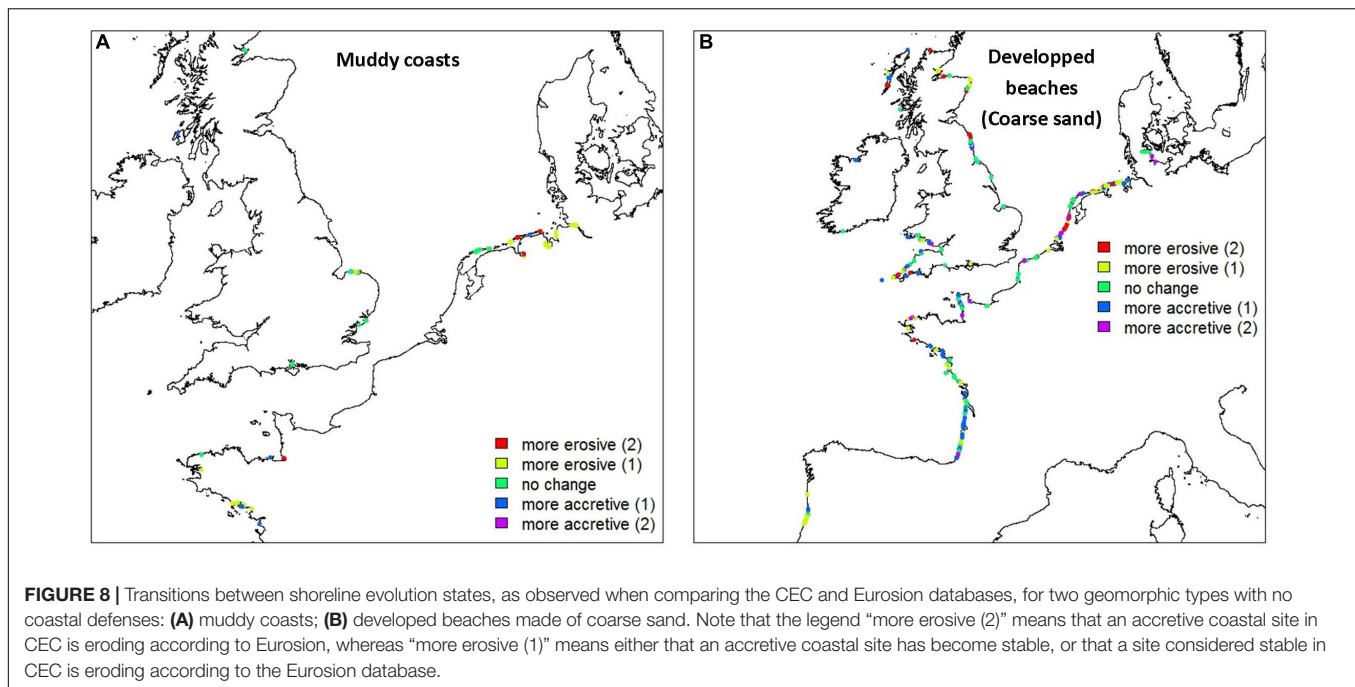 A
Muddy coasts
more erosive (2)
more erosive (1)
no change
more accretive (1)
more accretive (2)
B
Developped
beaches
(Coarse sand)
more erosive (2)
more erosive (1)
no change
more accretive (1)
more accretive (2)
FIGURE 8 | Transitions between shoreline evolution states, as observed when comparing the CEC and Eurosion databases, for two geomorphic types with no
coastal defenses: (A) muddy coasts; (B) developed beaches made of coarse sand. Note that the legend “more erosive (2)” means that an accretive coastal site in
CEC is eroding according to Eurosion, whereas “more erosive (1)” means either that an accretive coastal site has become stable, or that a site considered stable in
CEC is eroding according to the Eurosion database.